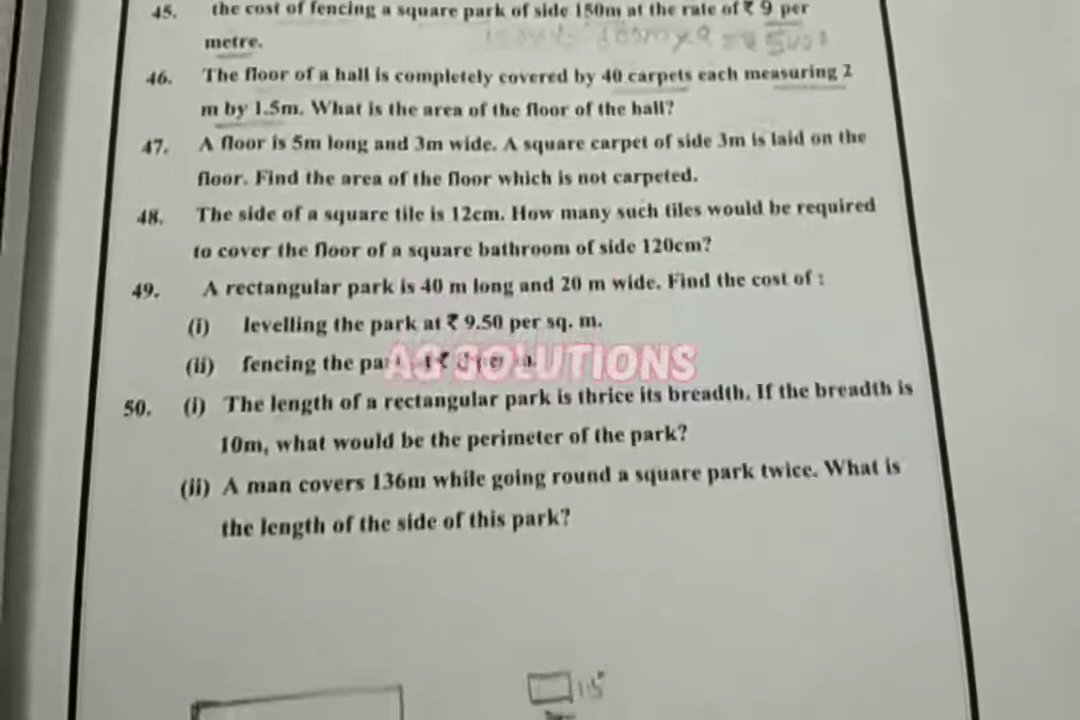 45. the cost of fencing a square park of side 150m at the rate of ₹ 9 per
metre.
46. The floor of a hall is completely covered by 40 carpets each measuring 2
m by 1.5m. What is the area of the floor of the hall?
47. A floor is 5m long and 3m wide. A square carpet of side 3m is laid on the
floor. Find the area of the floor which is not carpeted.
48. The side of a square tile is 12cm. How many such tiles would be required
to cover the floor of a square bathroom of side 120cm?
49. A rectangular park is 40 m long and 20 m wide. Find the cost of :
(i) levelling the park at ₹ 9.50 per sq. m.
(ii) fencing the
AG SOLUTIONS
50. (i) The length of a rectangular park is thrice its breadth. If the breadth is
10m, what would be the perimeter of the park?
(ii) A man covers 136m while going round a square park twice. What is
the length of the side of this park?
1.5